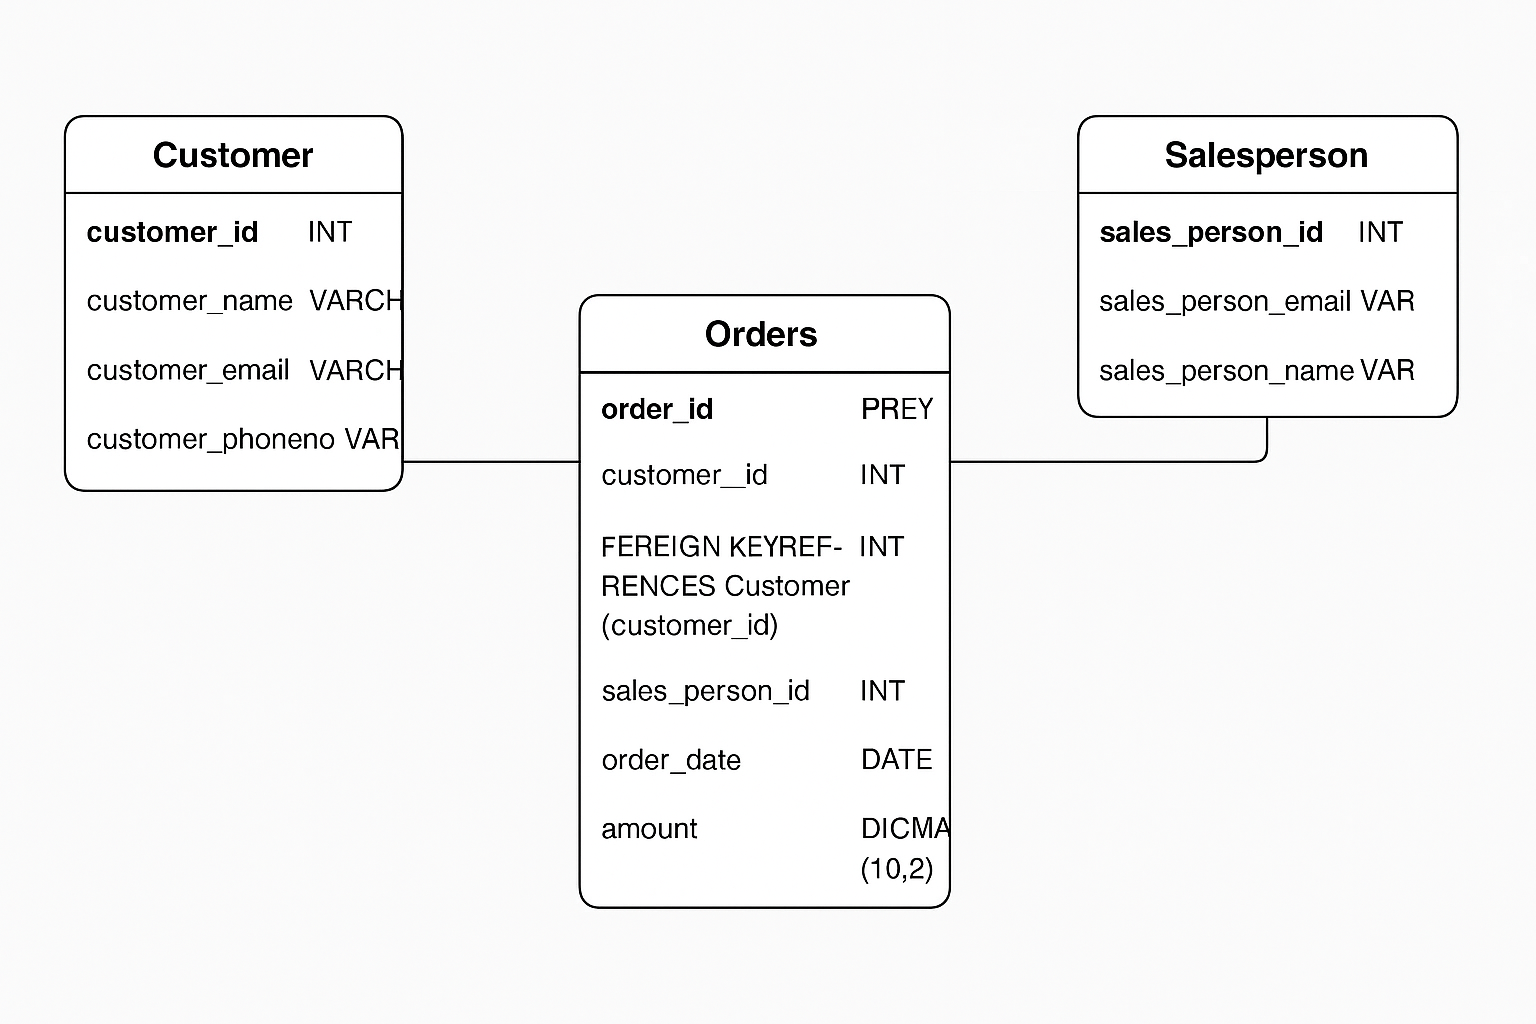 Customer
customer_id INT
customer_name VARCH
customer_email VARCH
customer_phoneno VAR
Orders
order_id PREY
customer__id INT
FEREIGN KEYREF- INT
RENCES Customer
(customer_id)
sales_person_id INT
order_date DATE
amount DICMA
(10,2)
Salesperson
sales_person_id INT
sales_person_email VAR
sales_person_name VAR